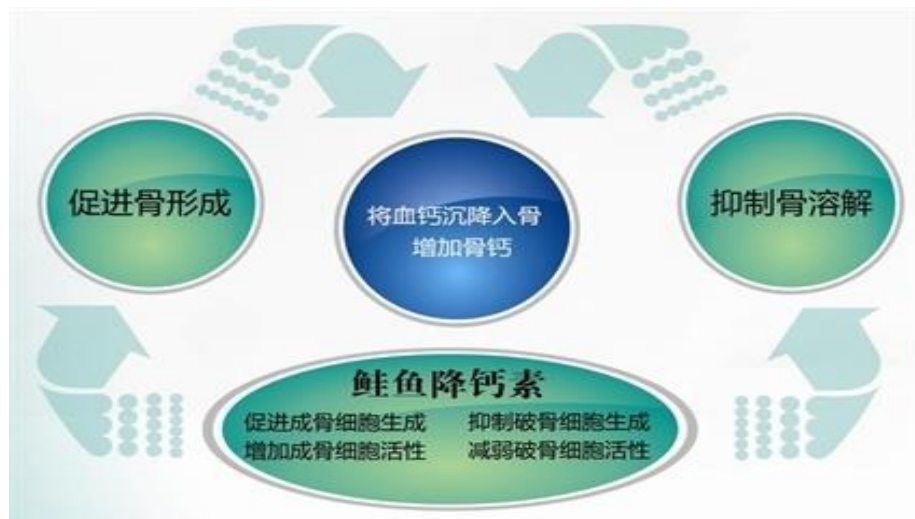 促进骨形成
将血钙沉降入骨
增加骨钙
抑制骨溶解
鲑鱼降钙素
促进成骨细胞生成 抑制破骨细胞生成
增加成骨细胞活性 减弱破骨细胞活性